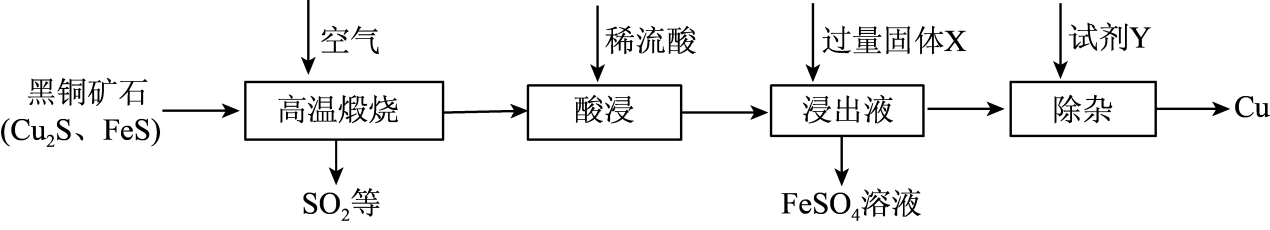 空气
稀流酸
过量固体X
试剂Y
黑铜矿石
(Cu₂S、FeS)
高温煅烧
酸浸
浸出液
除杂
Cu
SO₂等
FeSO₄溶液